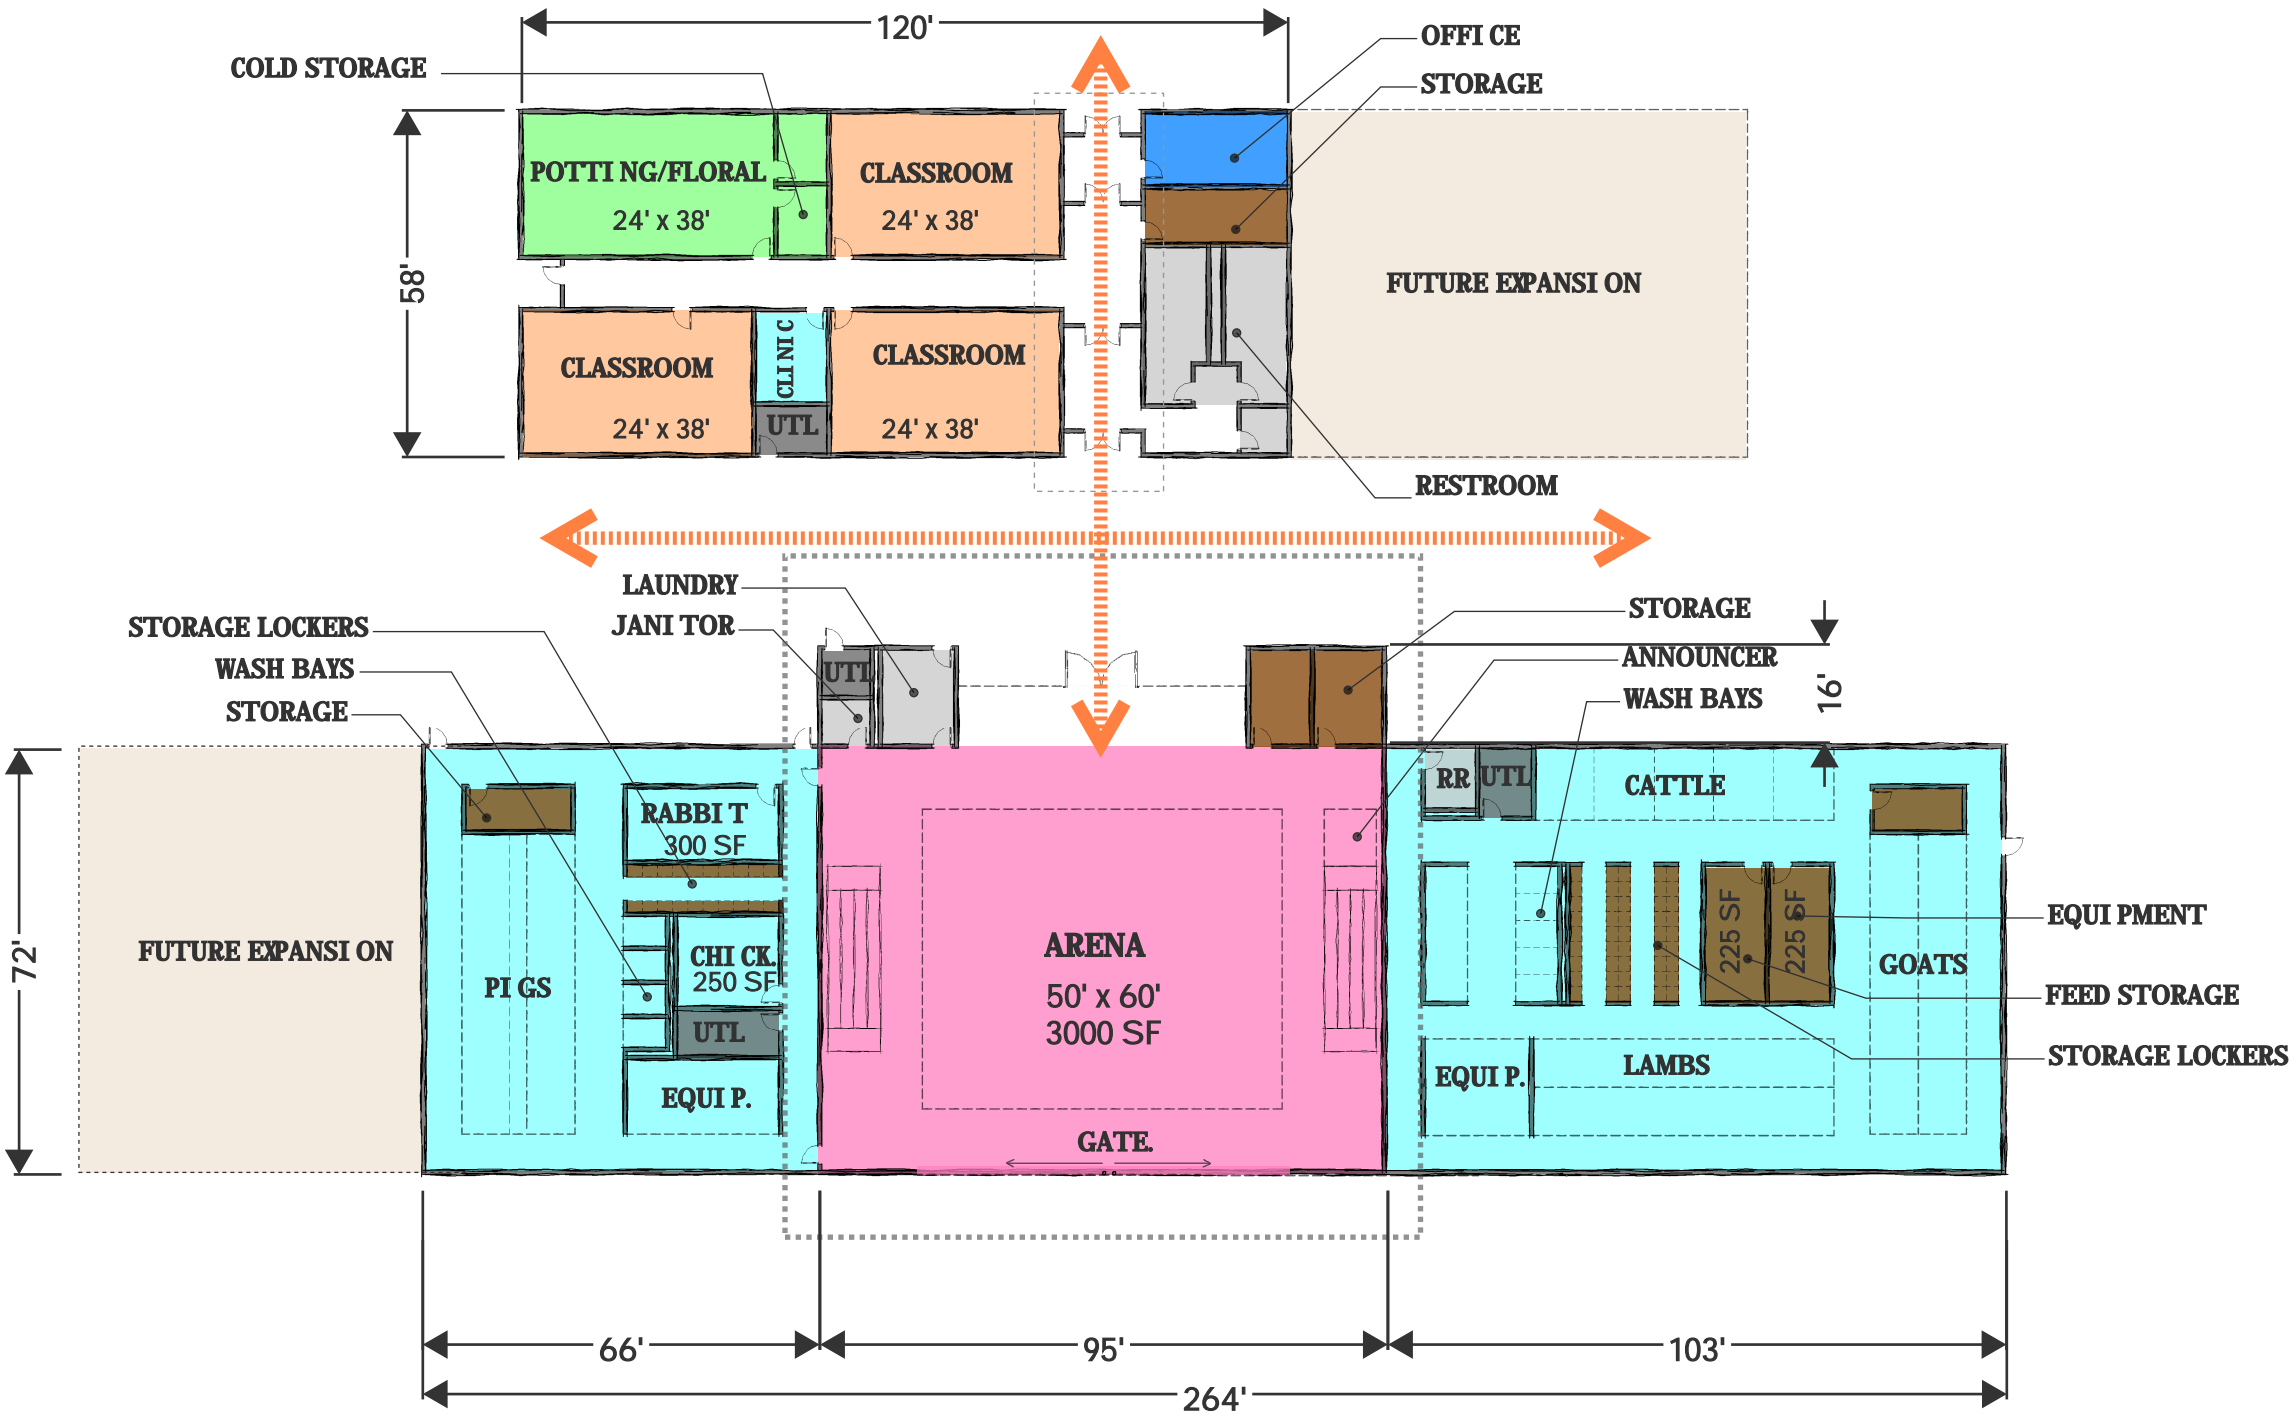 120'
OFFI CE
COLD STORAGE
STORAGE
POTTI NG/FLORAL
24' x 38'
CLASSROOM
24' x 38'
58'
FUTURE EXPANSI ON
CLASSROOM
24' x 38'
CLI NI C
UTL
CLASSROOM
24' x 38'
RESTROOM
LAUNDRY
JANI TOR
STORAGE LOCKERS
WASH BAYS
STORAGE
STORAGE
ANNOUNCER
WASH BAYS
16'
UTL
RABBI T
300 SF
RR
UTL
CATTLE
72'
FUTURE EXPANSI ON
PI GS
CHI CK.
250 SF
UTL
EQUI P.
ARENA
50' x 60'
3000 SF
GATE.
225 SF
225 SF
GOATS
EQUI PMENT
FEED STORAGE
STORAGE LOCKERS
EQUI P.
LAMBS
66'
95'
103'
264'